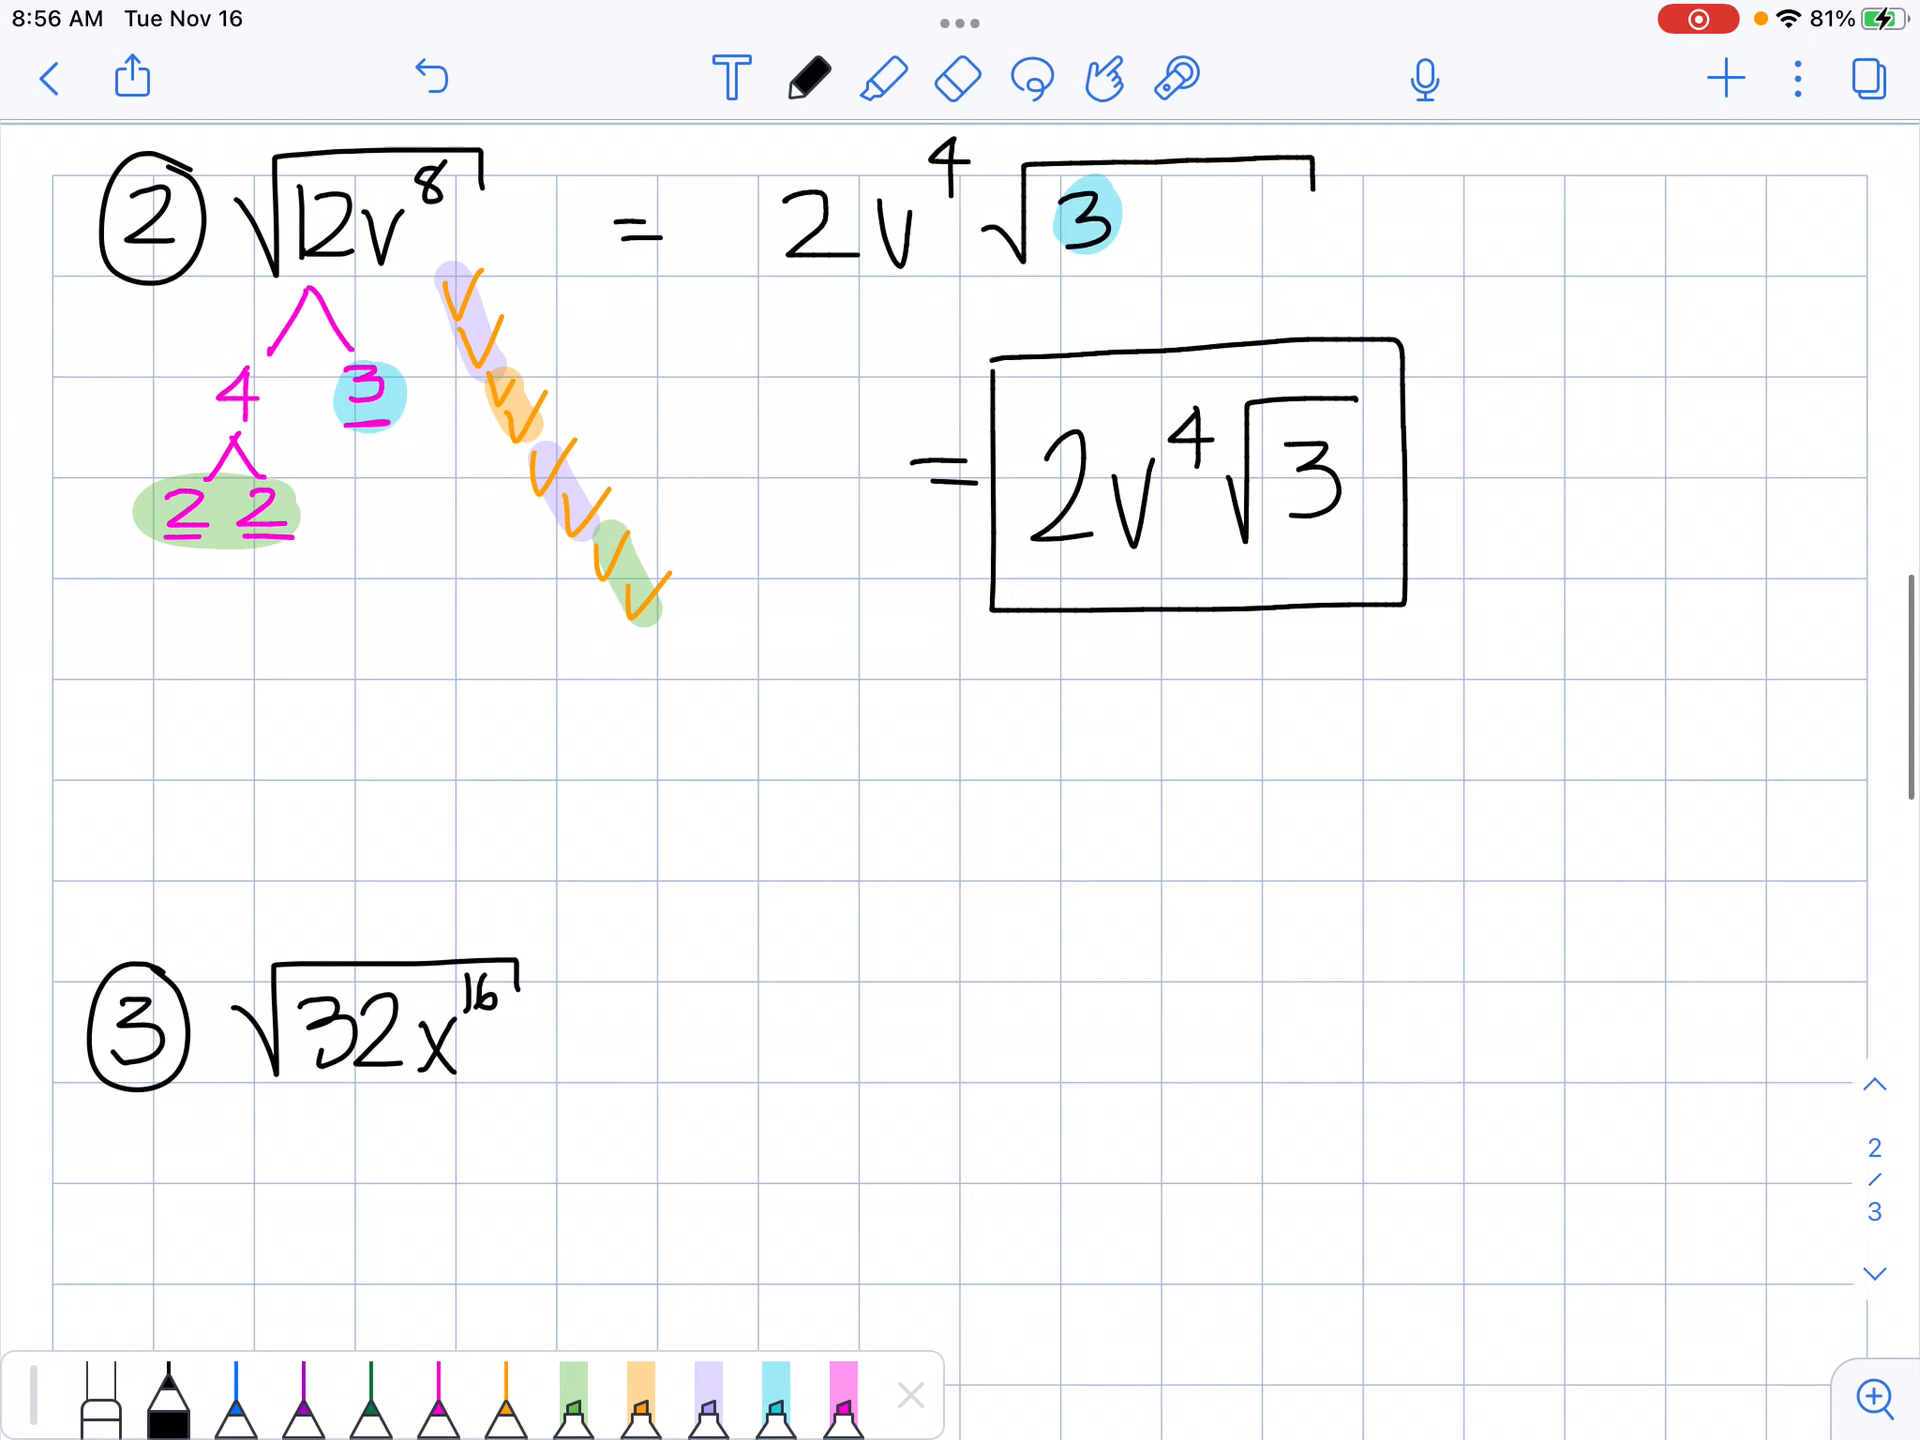 8:56 AM Tue Nov 16 81%
T
2 √12v⁸ = 2v⁴√3
4 3
2 2
v
v
v
v
v
v
v
v
= 2v⁴√3
3 √32x¹⁶
2
/
3